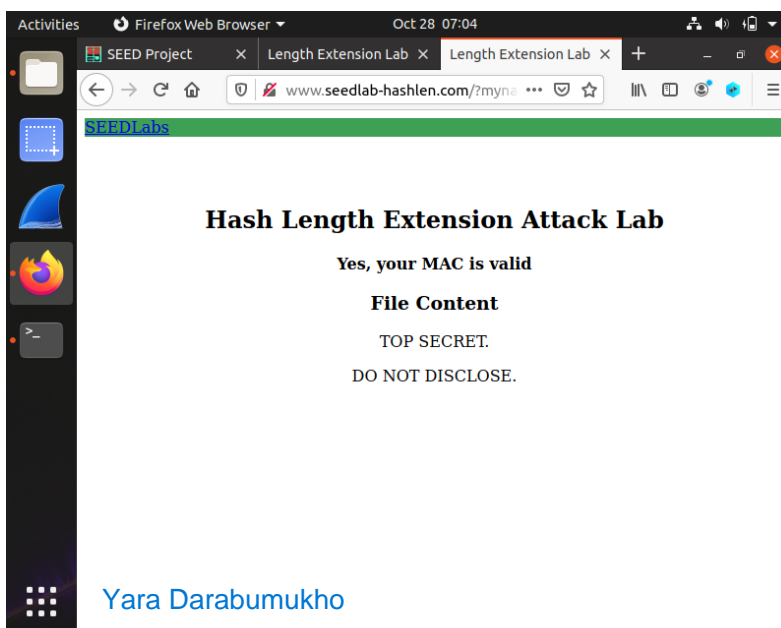 Activities Firefox Web Browser Oct 28 07:04
SEED Project Length Extension Lab Length Extension Lab
www.seedlab-hashlen.com/?myna
SEEDLabs
Hash Length Extension Attack Lab
Yes, your MAC is valid
File Content
TOP SECRET.
DO NOT DISCLOSE.
Yara Darabumukho